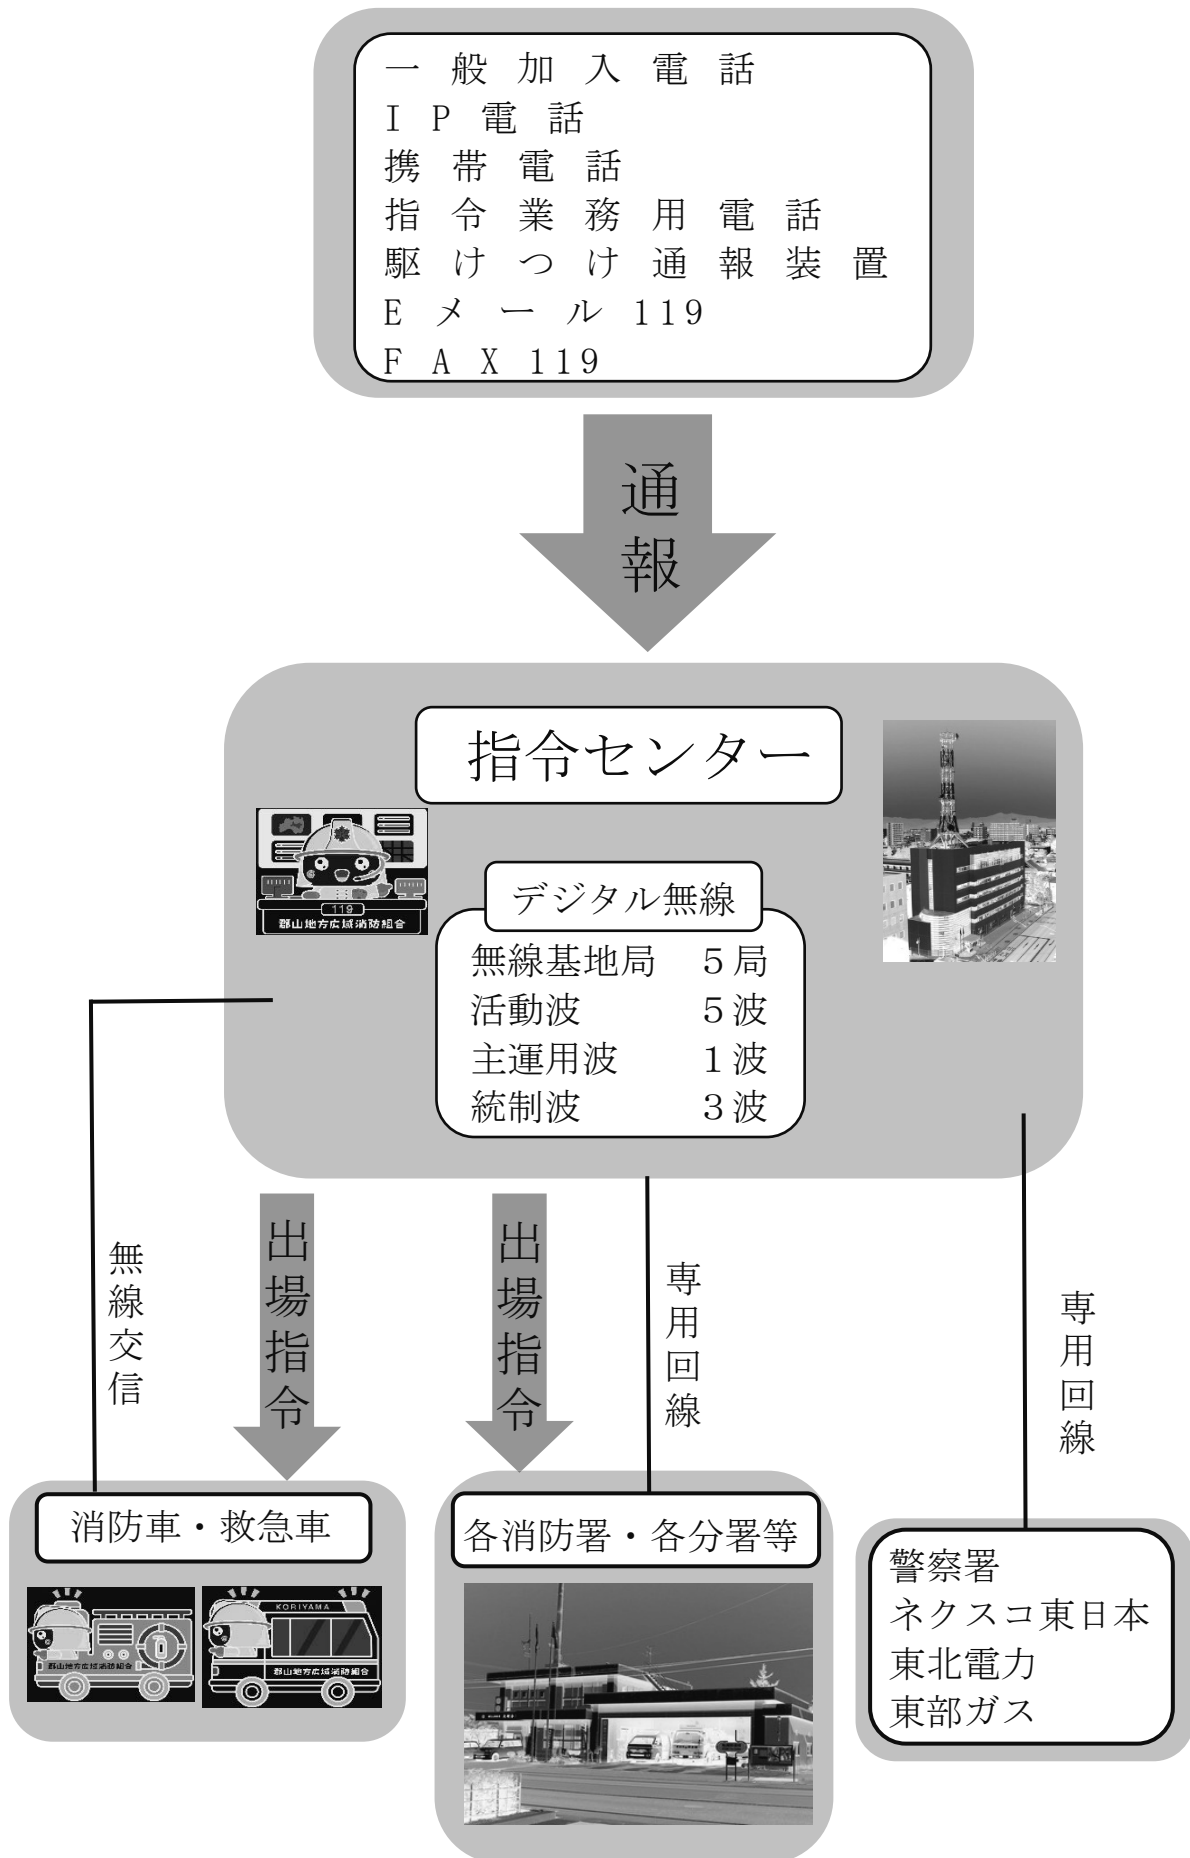 一般加入電話
ＩＰ電話
携帯電話
指令業務用電話
駆けつけ通報装置
Ｅメール119
ＦＡＸ119
通報
指令センター
119
郡山地方広域消防組合
デジタル無線
無線基地局　５局
活動波　５波
主運用波　１波
統制波　３波
無線交信
出場指令
出場指令
専用回線
専用回線
消防車・救急車
郡山地方広域消防組合
KORIYAMA
郡山地方広域消防組合
各消防署・各分署等
警察署
ネクスコ東日本
東北電力
東部ガス